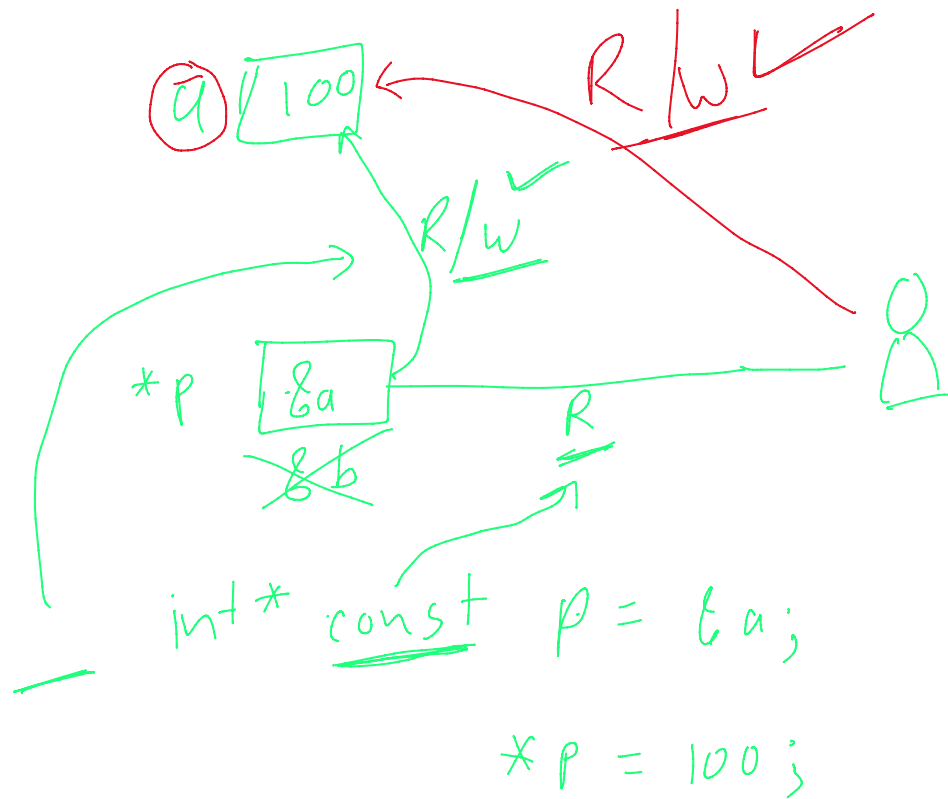 a 100
R/W
R/W
*p &a
R
&b
int* const p = &a;
*p = 100;